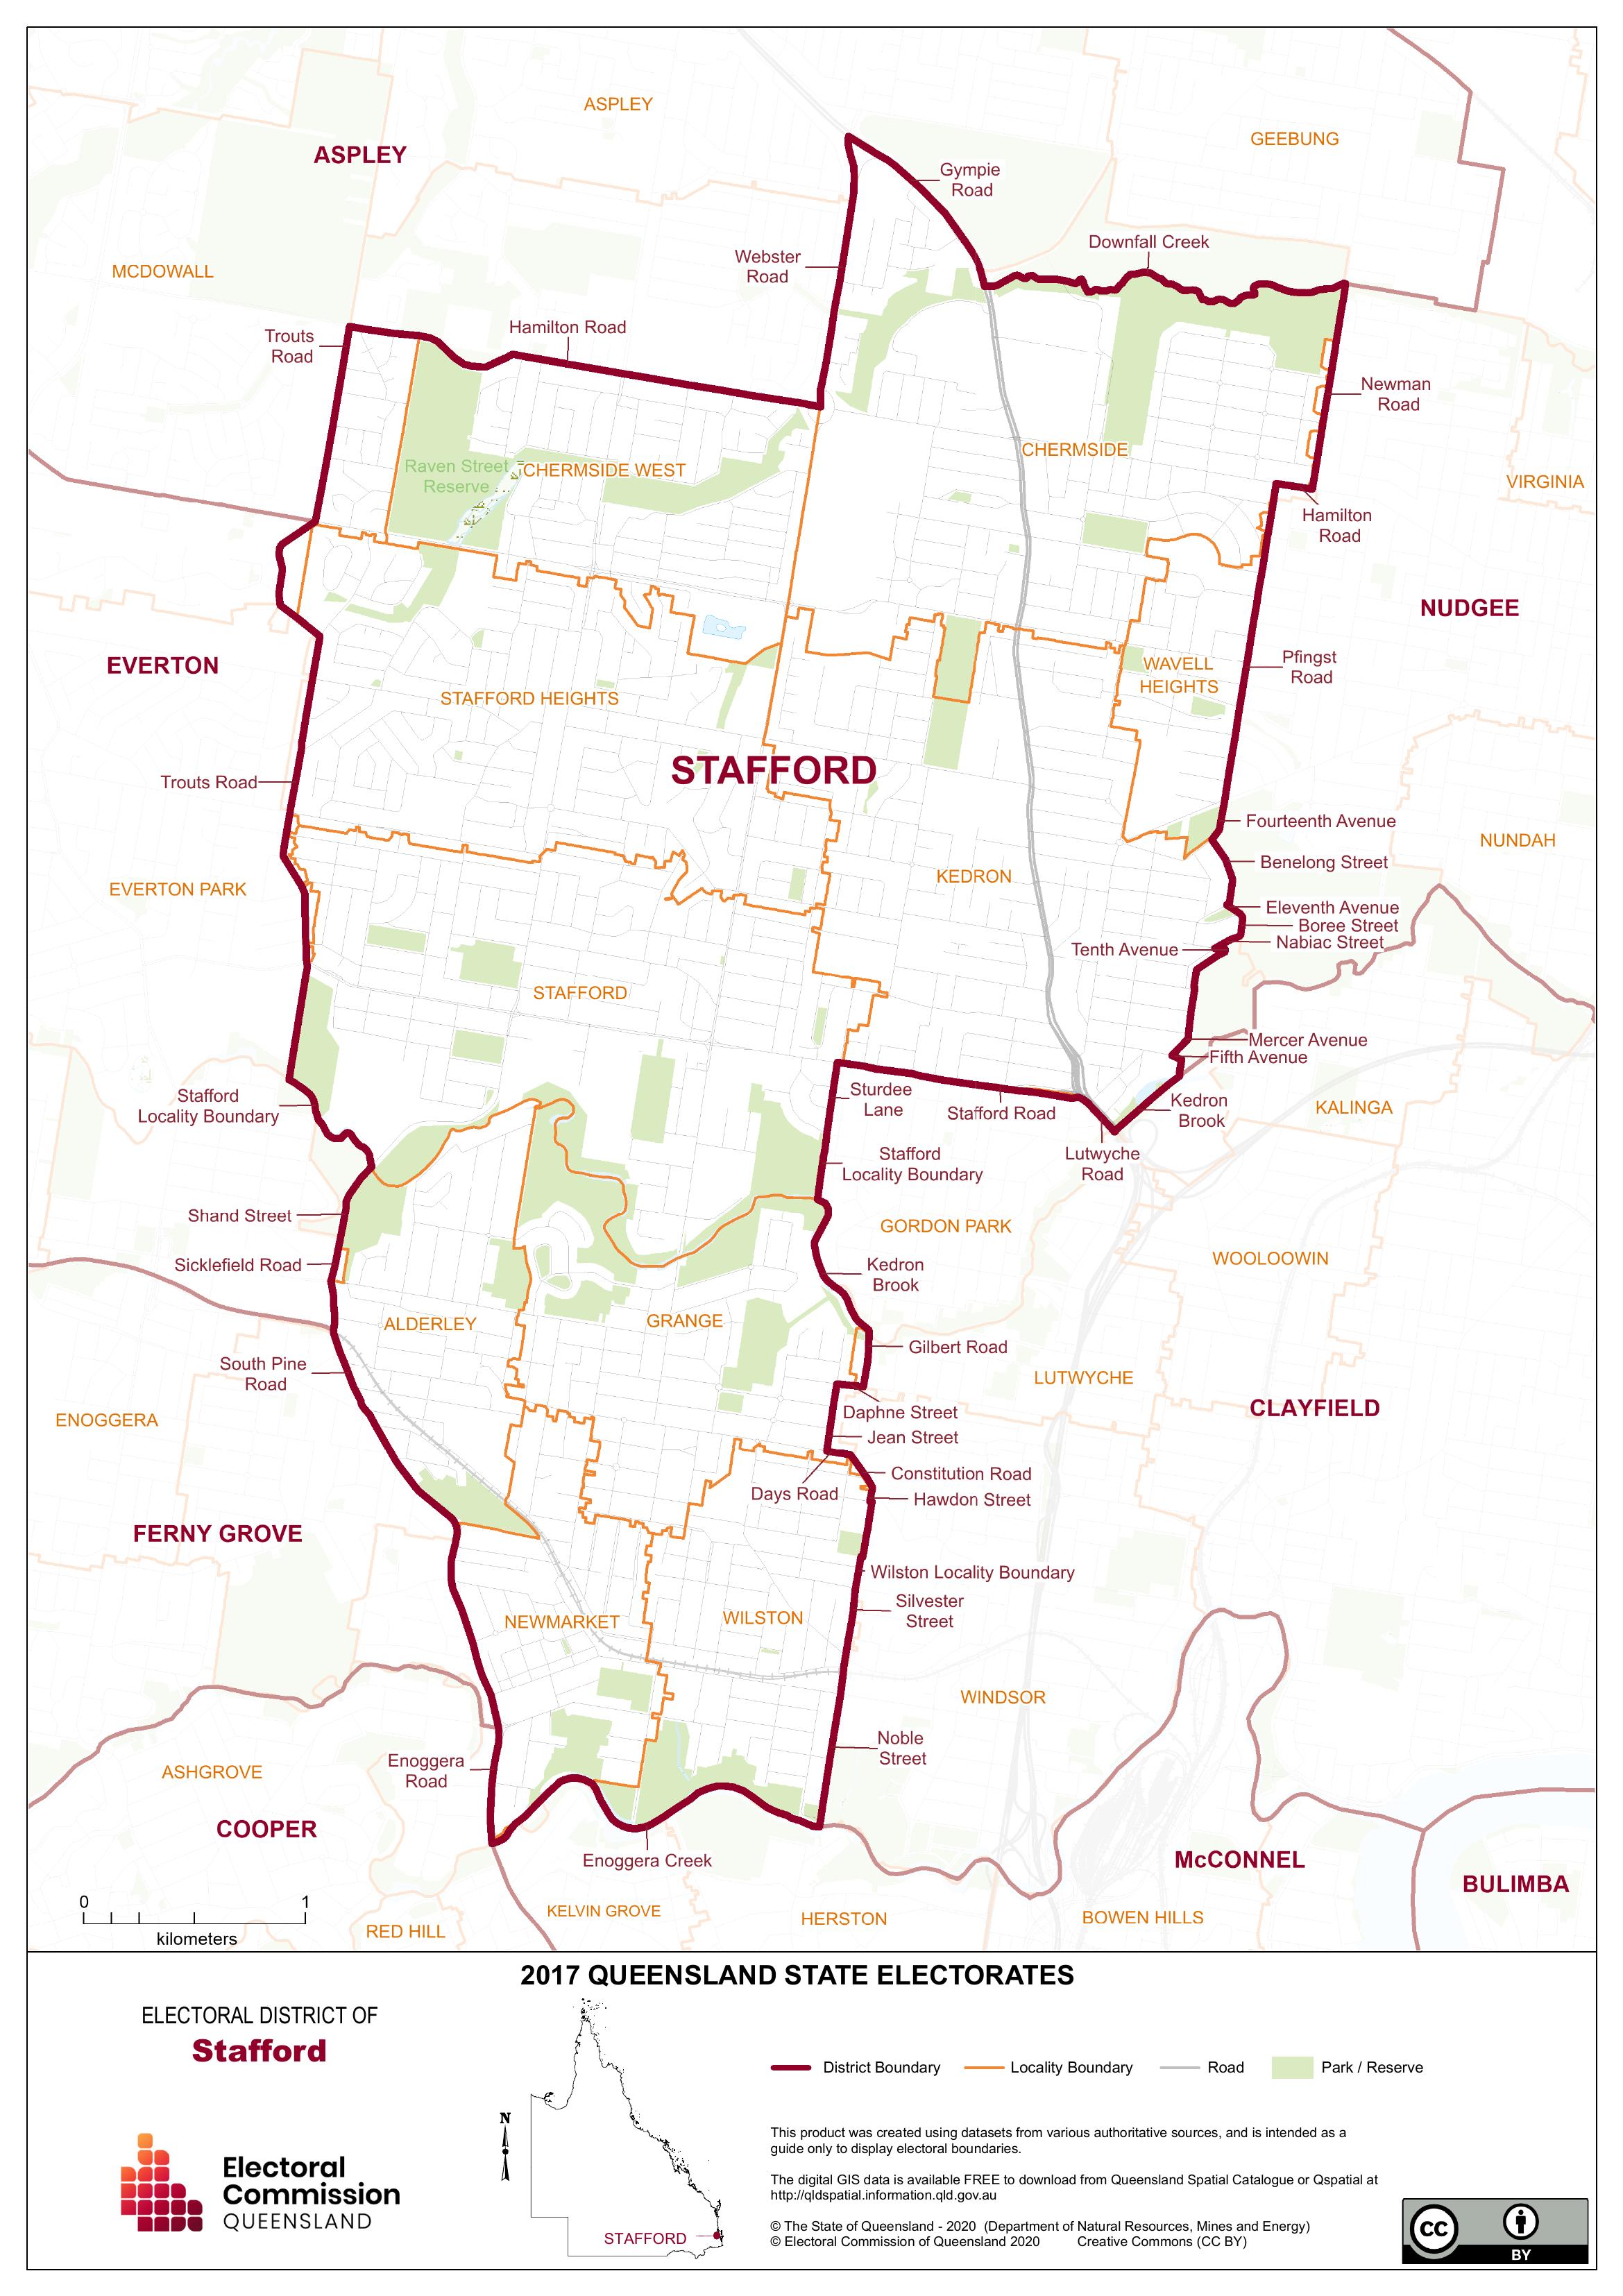 ASPLEY
GEEBUNG
ASPLEY
Gympie
Road
Downfall Creek
Webster
Road
MCDOWALL
Trouts
Road
Hamilton Road
Newman
Road
CHERMSIDE
Raven Street
Reserve
CHERMSIDE WEST
VIRGINIA
Hamilton
Road
NUDGEE
EVERTON
WAVELL
HEIGHTS
Pfingst
Road
STAFFORD HEIGHTS
STAFFORD
Trouts Road
Fourteenth Avenue
NUNDAH
Benelong Street
KEDRON
EVERTON PARK
Eleventh Avenue
Boree Street
Nabiac Street
Tenth Avenue
STAFFORD
Mercer Avenue
Fifth Avenue
Stafford
Locality Boundary
Sturdee
Lane
Stafford Road
Kedron
Brook
KALINGA
Stafford
Locality Boundary
Lutwyche
Road
Shand Street
GORDON PARK
WOOLOOWIN
Sicklefield Road
Kedron
Brook
ALDERLEY
GRANGE
Gilbert Road
South Pine
Road
LUTWYCHE
CLAYFIELD
ENOGGERA
Daphne Street
Jean Street
Constitution Road
Days Road
Hawdon Street
FERNY GROVE
Wilston Locality Boundary
Silvester
Street
NEWMARKET
WILSTON
WINDSOR
Noble
Street
ASHGROVE
Enoggera
Road
COOPER
Enoggera Creek
McCONNEL
BULIMBA
0 1
kilometers
RED HILL
KELVIN GROVE
HERSTON
BOWEN HILLS
2017 QUEENSLAND STATE ELECTORATES
ELECTORAL DISTRICT OF
Stafford
District Boundary
Locality Boundary
Road
Park / Reserve
N
This product was created using datasets from various authoritative sources, and is intended as a
guide only to display electoral boundaries.
The digital GIS data is available FREE to download from Queensland Spatial Catalogue or Qspatial at
http://qldspatial.information.qld.gov.au
© The State of Queensland - 2020 (Department of Natural Resources, Mines and Energy)
© Electoral Commission of Queensland 2020 Creative Commons (CC BY)
Electoral
Commission
QUEENSLAND
STAFFORD
CC
BY